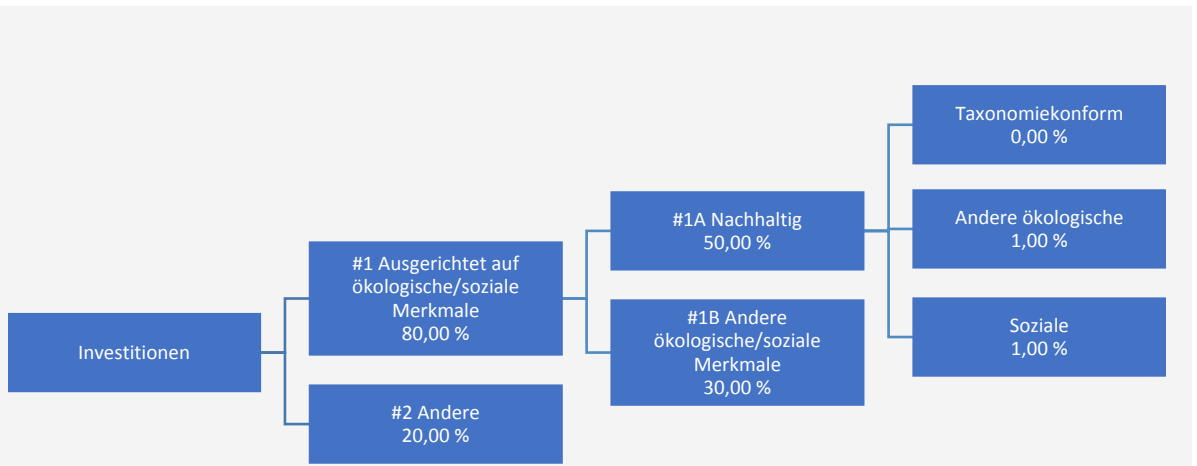 Investitionen
#1 Ausgerichtet auf
ökologische/soziale
Merkmale
80,00 %
#2 Andere
20,00 %
#1A Nachhaltig
50,00 %
#1B Andere
ökologische/soziale
Merkmale
30,00 %
Taxonomiekonform
0,00 %
Andere ökologische
1,00 %
Soziale
1,00 %